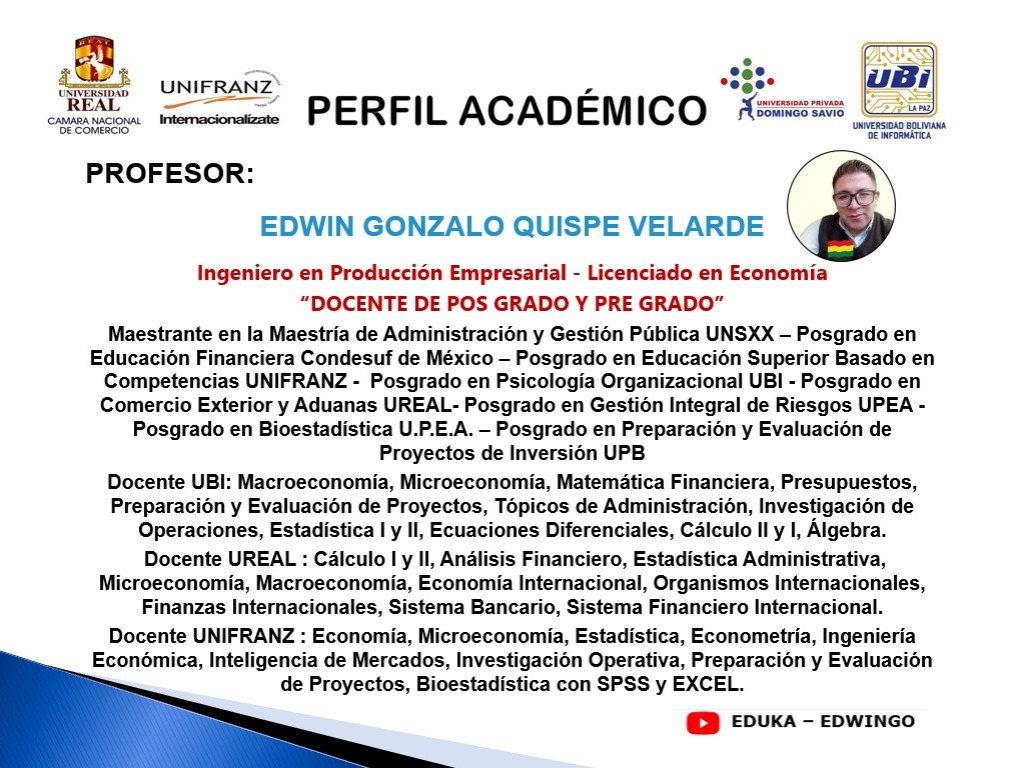 REAL
UNIVERSIDAD
REAL
CAMARA NACIONAL
DE COMERCIO
UNIFRANZ
Internacionalízate
PERFIL ACADÉMICO
UNIVERSIDAD PRIVADA
DOMINGO SAVIO
UBi
LA PAZ
UNIVERSIDAD BOLIVIANA
DE INFORMÁTICA
PROFESOR:
EDWIN GONZALO QUISPE VELARDE
Ingeniero en Producción Empresarial - Licenciado en Economía
“DOCENTE DE POS GRADO Y PRE GRADO”
Maestrante en la Maestría de Administración y Gestión Pública UNSXX – Posgrado en
Educación Financiera Condesuf de México – Posgrado en Educación Superior Basado en
Competencias UNIFRANZ - Posgrado en Psicología Organizacional UBI - Posgrado en
Comercio Exterior y Aduanas UREAL- Posgrado en Gestión Integral de Riesgos UPEA -
Posgrado en Bioestadística U.P.E.A. – Posgrado en Preparación y Evaluación de
Proyectos de Inversión UPB
Docente UBI: Macroeconomía, Microeconomía, Matemática Financiera, Presupuestos,
Preparación y Evaluación de Proyectos, Tópicos de Administración, Investigación de
Operaciones, Estadística I y II, Ecuaciones Diferenciales, Cálculo II y I, Álgebra.
Docente UREAL : Cálculo I y II, Análisis Financiero, Estadística Administrativa,
Microeconomía, Macroeconomía, Economía Internacional, Organismos Internacionales,
Finanzas Internacionales, Sistema Bancario, Sistema Financiero Internacional.
Docente UNIFRANZ : Economía, Microeconomía, Estadística, Econometría, Ingeniería
Económica, Inteligencia de Mercados, Investigación Operativa, Preparación y Evaluación
de Proyectos, Bioestadística con SPSS y EXCEL.
EDUKA – EDWINGO